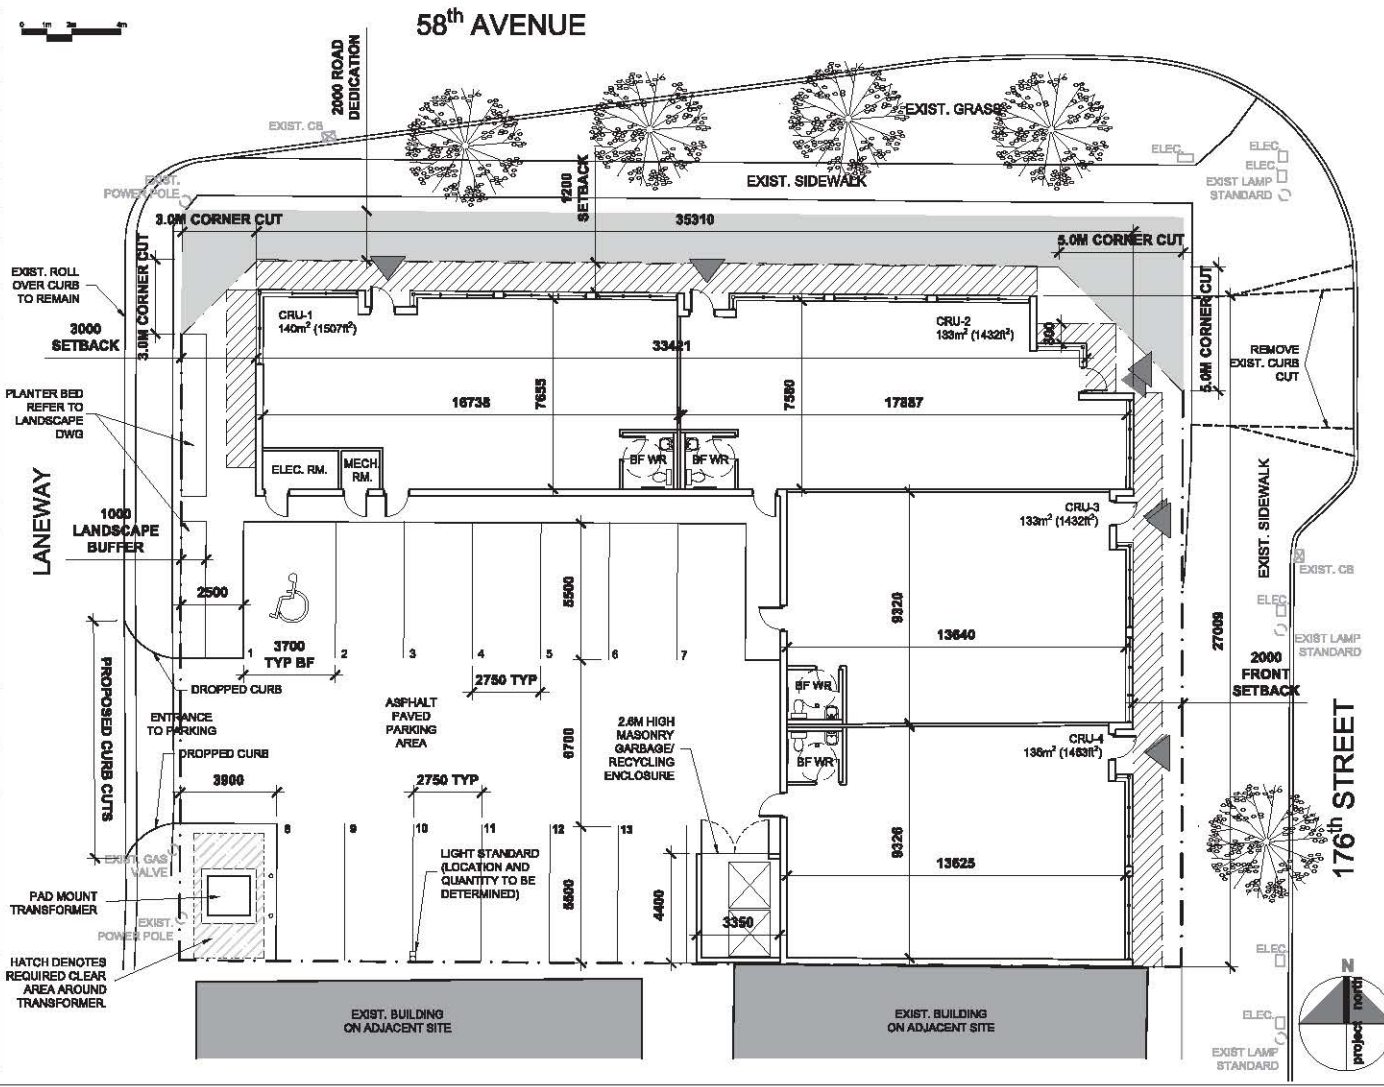 0 1m 2m 4m
58th AVENUE
2000 ROAD
DEDICATION
EXIST. CB
EXIST. GRASS
ELEC.
ELEC.
ELEC.
EXIST LAMP
STANDARD
EXIST.
POWER POLE
1200
SETBACK
EXIST. SIDEWALK
3.0M CORNER CUT
35310
5.0M CORNER CUT
3.0M CORNER CUT
5.0M CORNER CUT
EXIST. ROLL
OVER CURB
TO REMAIN
3000
SETBACK
CRU-1
140m² (1507ft²)
CRU-2
133m² (1432ft²)
33421
REMOVE
EXIST. CURB
CUT
PLANTER BED
REFER TO
LANDSCAPE
DWG
16738
7655
7580
17887
ELEC. RM.
MECH.
RM.
BF WR
BF WR
LANEWAY
1000
LANDSCAPE
BUFFER
CRU-3
133m² (1432ft²)
EXIST. SIDEWALK
EXIST. CB
2500
5500
9320
13640
27009
ELEC.
EXIST LAMP
STANDARD
3700
TYP BF
1 2 3 4 5 6 7
2000
FRONT
SETBACK
2750 TYP
BF WR
PROPOSED CURB CUTS
DROPPED CURB
ENTRANCE
TO PARKING
DROPPED CURB
ASPHALT
PAVED
PARKING
AREA
6700
2.6M HIGH
MASONRY
GARBAGE/
RECYCLING
ENCLOSURE
CRU-4
136m² (1463ft²)
BF WR
176th STREET
3900
2750 TYP
8 9 10 11 12 13
EXIST. GAS
VALVE
LIGHT STANDARD
(LOCATION AND
QUANTITY TO BE
DETERMINED)
5500
4400
3350
9326
13625
PAD MOUNT
TRANSFORMER
EXIST.
POWER POLE
HATCH DENOTES
REQUIRED CLEAR
AREA AROUND
TRANSFORMER.
ELEC.
EXIST. BUILDING
ON ADJACENT SITE
EXIST. BUILDING
ON ADJACENT SITE
ELEC.
EXIST LAMP
STANDARD
N
project north